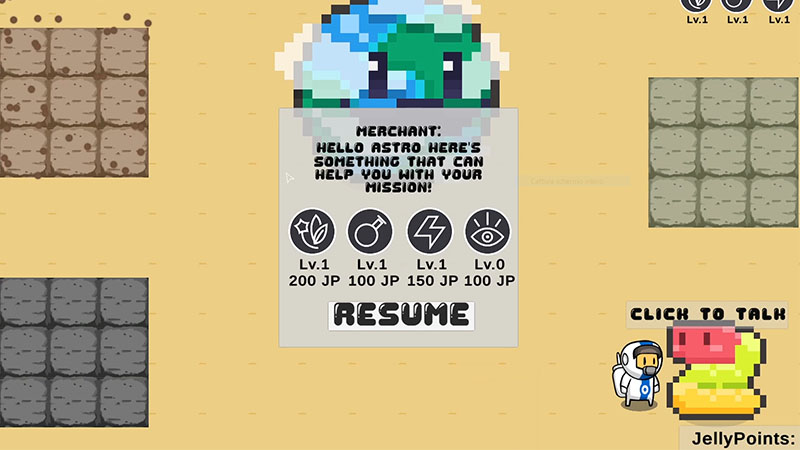 Lv.1 Lv.1 Lv.1
MERCHANT:
HELLO ASTRO HERE'S
SOMETHING THAT CAN
HELP YOU WITH YOUR
MISSION!
Lv.1 Lv.1 Lv.1 Lv.0
200 JP 100 JP 150 JP 100 JP
RESUME
CLICK TO TALK
JellyPoints: